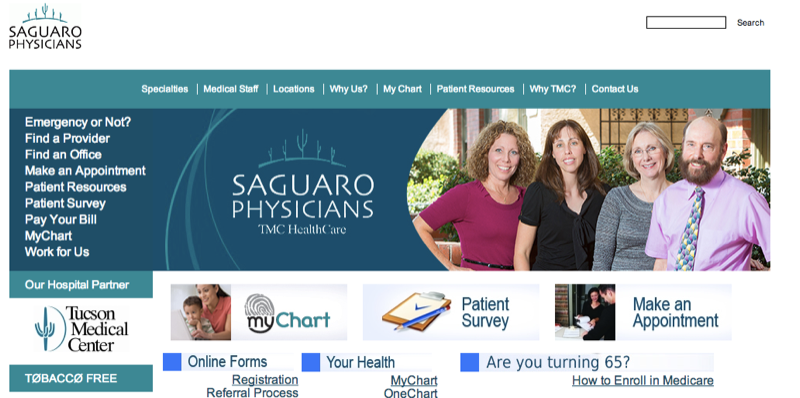 SAGUARO
PHYSICIANS
Search
Specialties | Medical Staff | Locations | Why Us? | My Chart | Patient Resources | Why TMC? | Contact Us
Emergency or Not?
Find a Provider
Find an Office
Make an Appointment
Patient Resources
Patient Survey
Pay Your Bill
MyChart
Work for Us
SAGUARO
PHYSICIANS
TMC HealthCare
Our Hospital Partner
Tucson
Medical
Center
TØBACCØ FREE
myChart
Patient
Survey
Make an
Appointment
Online Forms
Registration
Referral Process
Your Health
MyChart
OneChart
Are you turning 65?
How to Enroll in Medicare